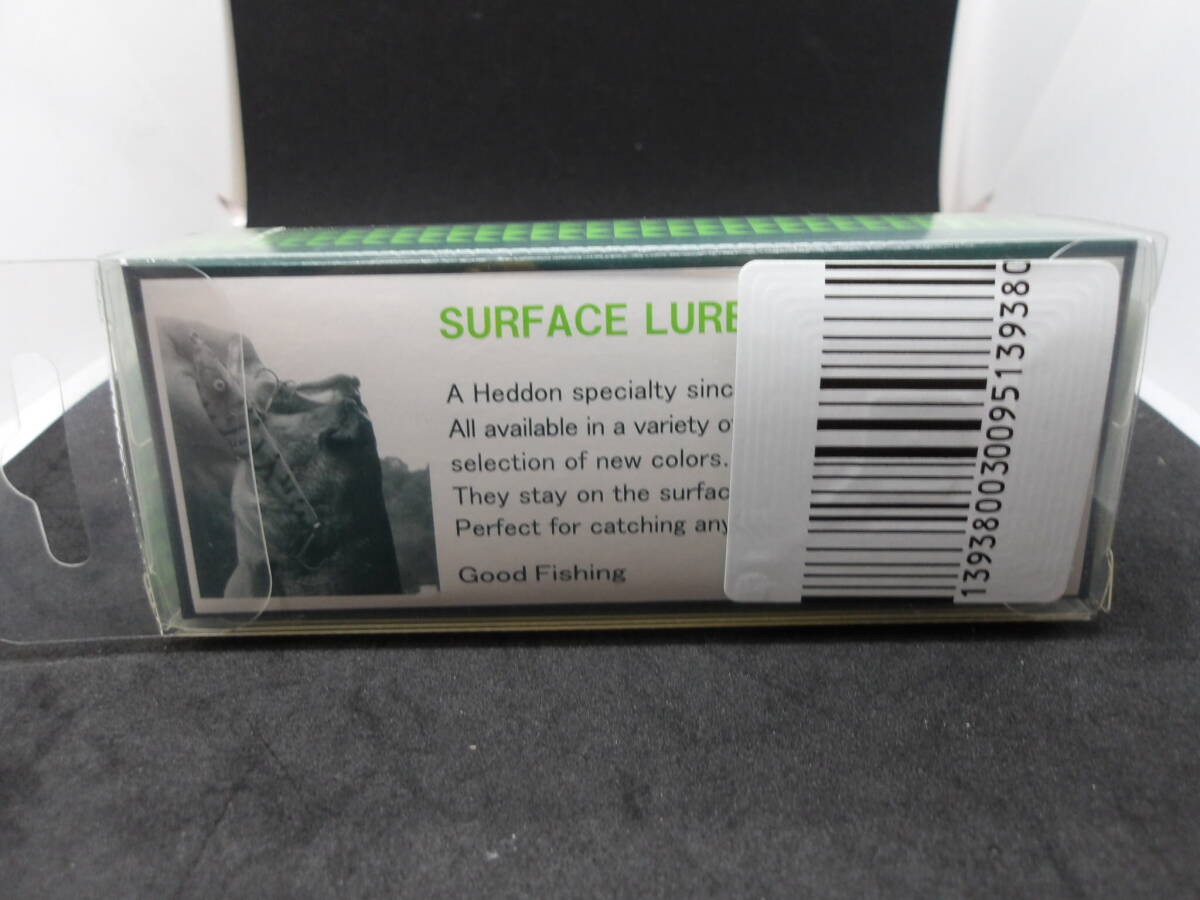 SURFACE LURE
A Heddon specialty sinc
All available in a variety o
selection of new colors.
They stay on the surfac
Perfect for catching any
Good Fishing
139380030095139380